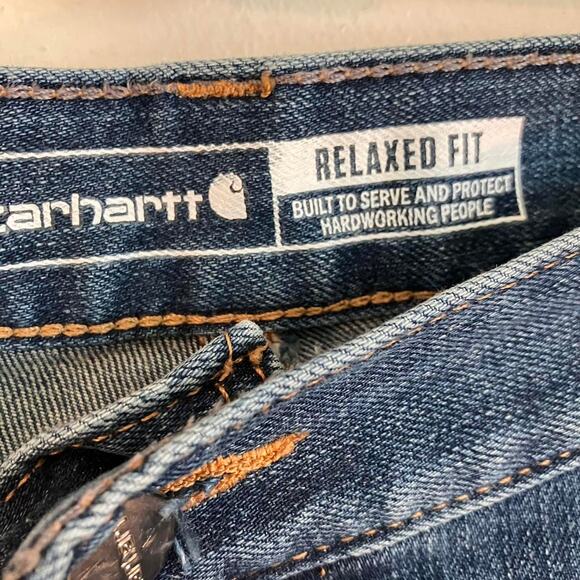 carhartt
RELAXED FIT
BUILT TO SERVE AND PROTECT
HARDWORKING PEOPLE